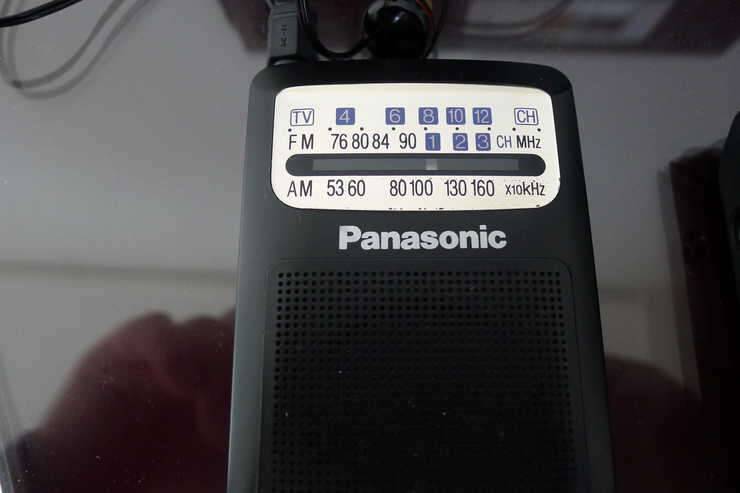 TV 4 6 8 10 12 CH
FM 76 80 84 90 1 2 3 CH MHz
AM 53 60 80 100 130 160 x10kHz
Panasonic